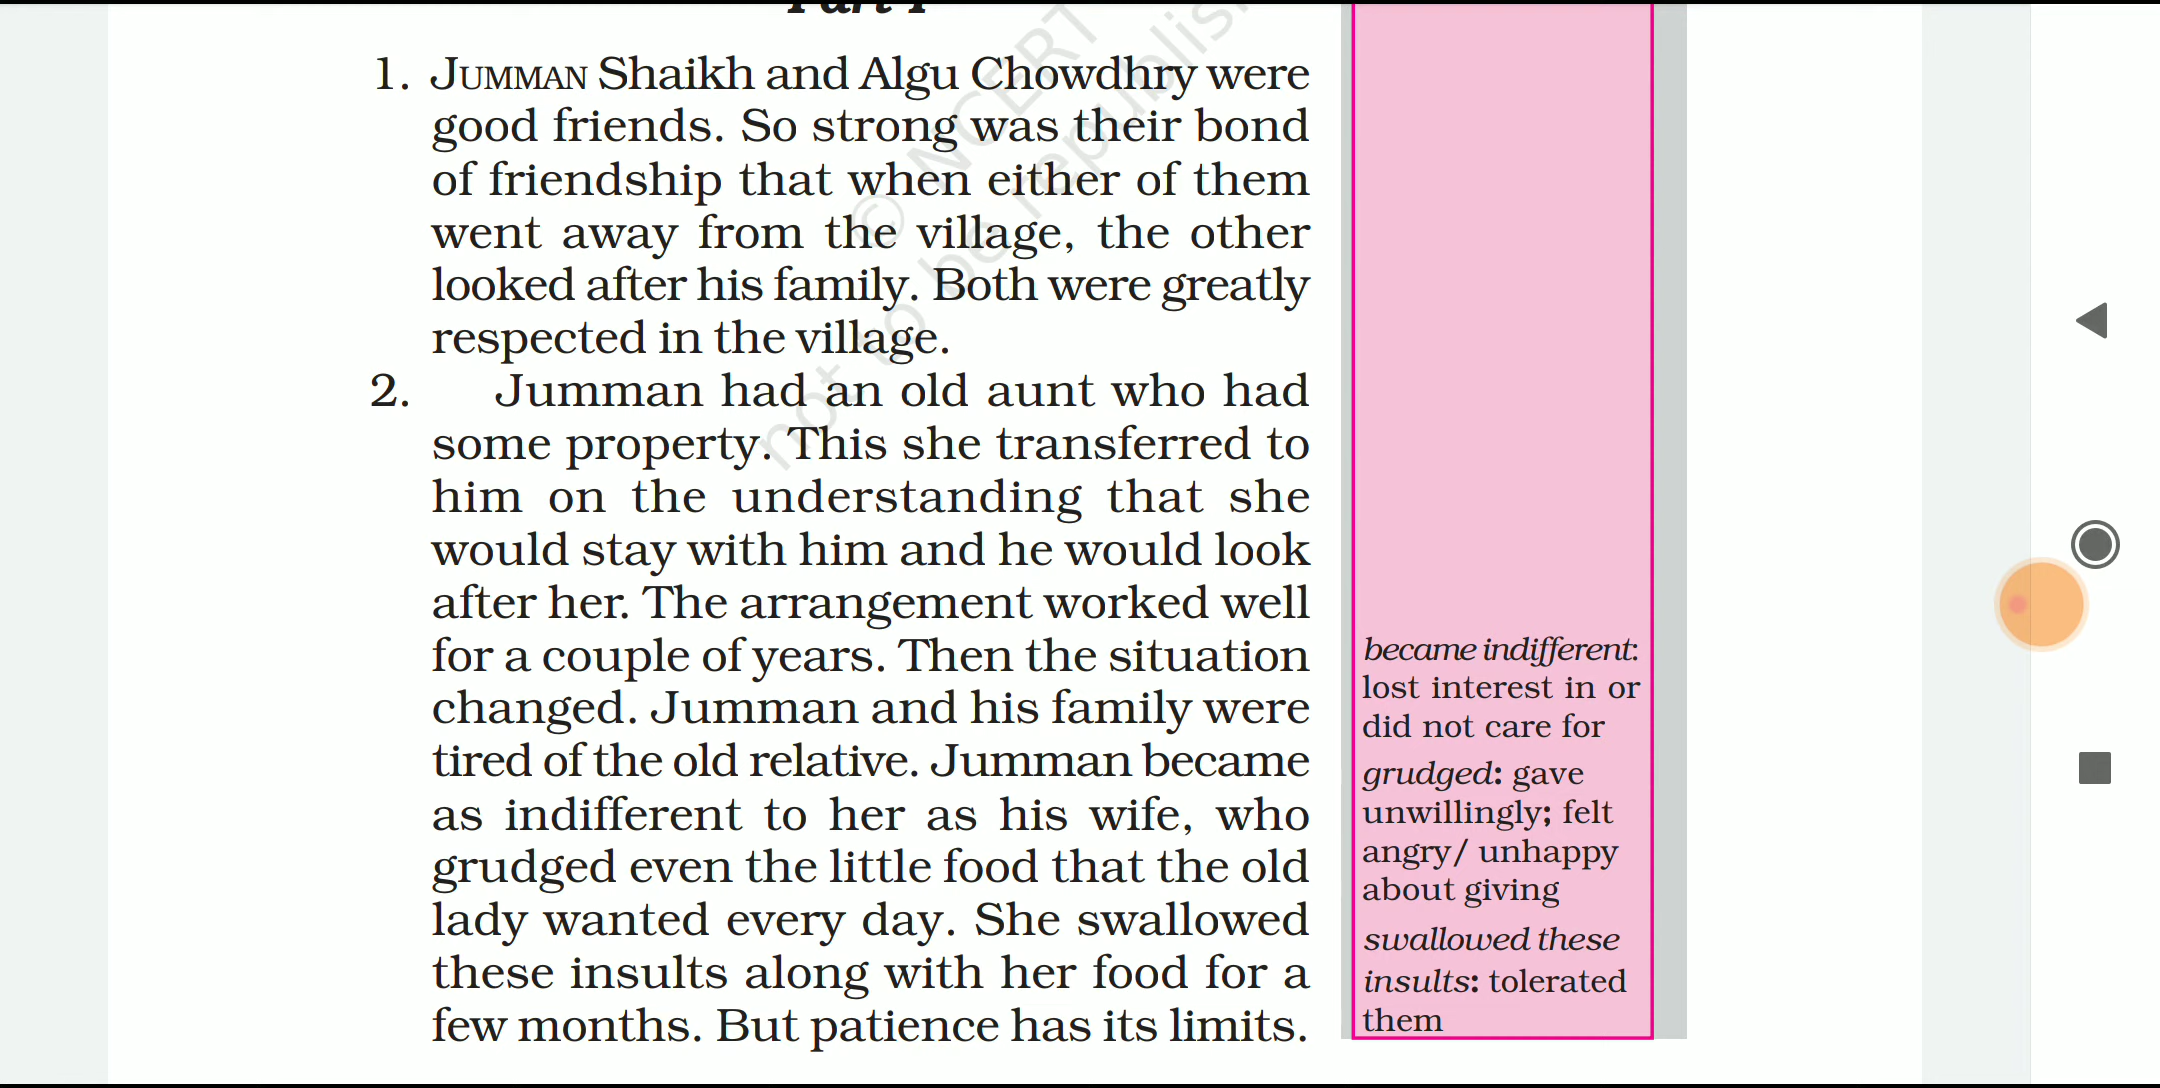 Part I
1. JUMMAN Shaikh and Algu Chowdhry were
good friends. So strong was their bond
of friendship that when either of them
went away from the village, the other
looked after his family. Both were greatly
respected in the village.
2. Jumman had an old aunt who had
some property. This she transferred to
him on the understanding that she
would stay with him and he would look
after her. The arrangement worked well
for a couple of years. Then the situation
changed. Jumman and his family were
tired of the old relative. Jumman became
as indifferent to her as his wife, who
grudged even the little food that the old
lady wanted every day. She swallowed
these insults along with her food for a
few months. But patience has its limits.
became indifferent:
lost interest in or
did not care for
grudged: gave
unwillingly; felt
angry/ unhappy
about giving
swallowed these
insults: tolerated
them
© NCERT
not to be republis